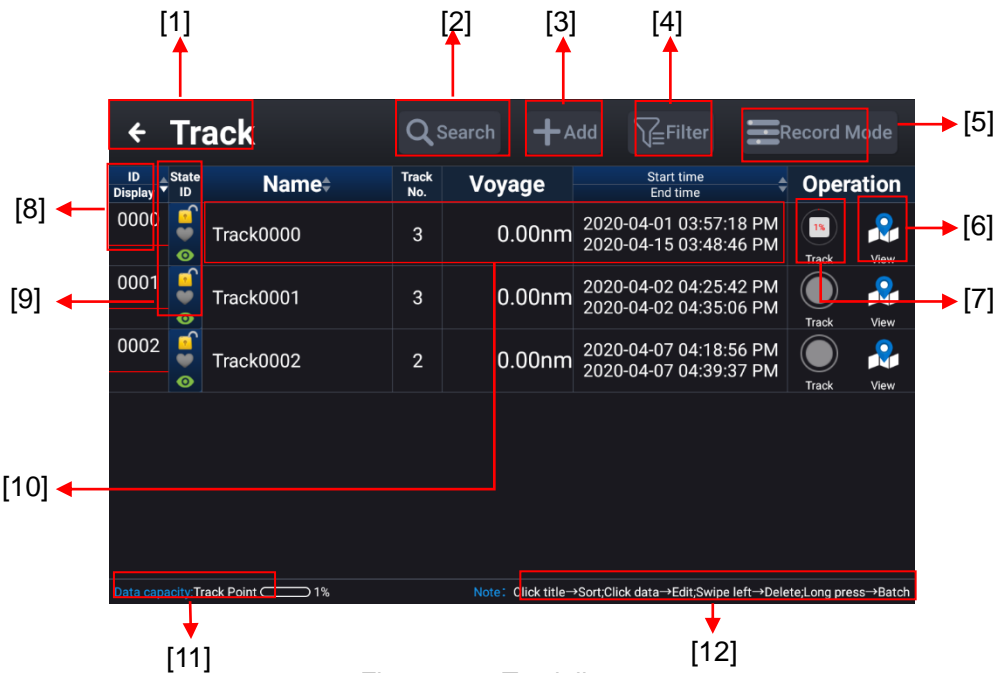 [1] [2] [3] [4]
Track Search Add Filter Record Mode [5]
ID Display State ID Name Track No. Voyage Start time End time Operation
[8] 0000 Track0000 3 0.00nm 2020-04-01 03:57:18 PM 1% [6]
2020-04-15 03:48:46 PM
Track View
[9] 0001 Track0001 3 0.00nm 2020-04-02 04:25:42 PM [7]
2020-04-02 04:35:06 PM
Track View
0002 Track0002 2 0.00nm 2020-04-07 04:18:56 PM
2020-04-07 04:39:37 PM
Track View
[10]
Data capacity:Track Point 1% Note: Click title→Sort;Click data→Edit;Swipe left→Delete;Long press→Batch
[11] [12]